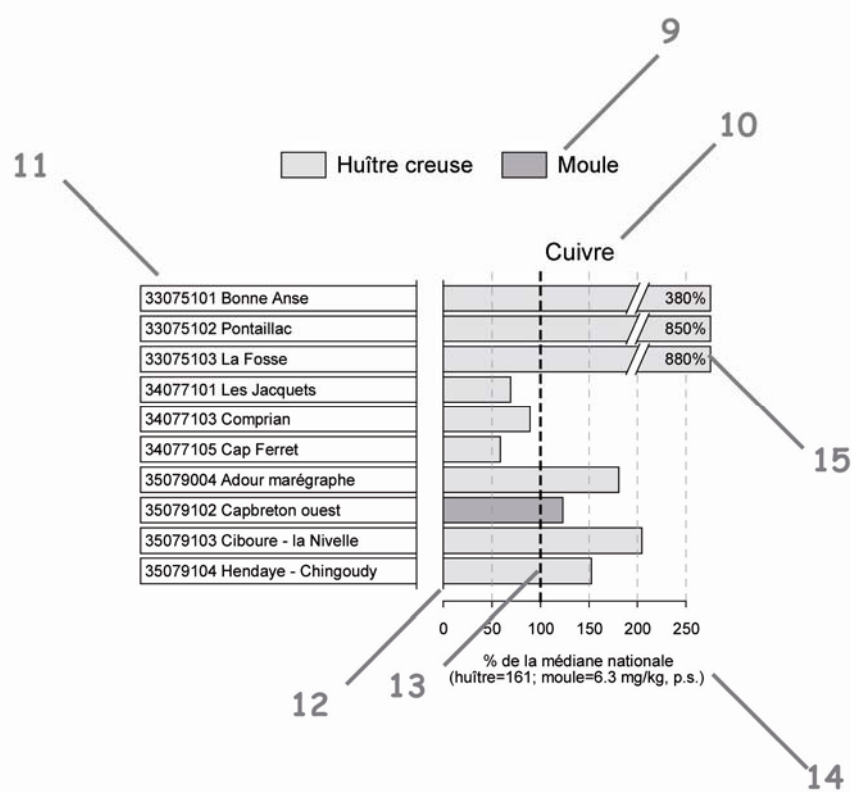 9
10
11
Huître creuse Moule
Cuivre
33075101 Bonne Anse 380%
33075102 Pontaillac 850%
33075103 La Fosse 880%
34077101 Les Jacquets
34077103 Comprian
34077105 Cap Ferret
15
35079004 Adour marégraphe
35079102 Capbreton ouest
35079103 Ciboure - la Nivelle
35079104 Hendaye - Chingoudy
0 50 100 150 200 250
% de la médiane nationale
(huître=161; moule=6.3 mg/kg, p.s.)
13
12
14